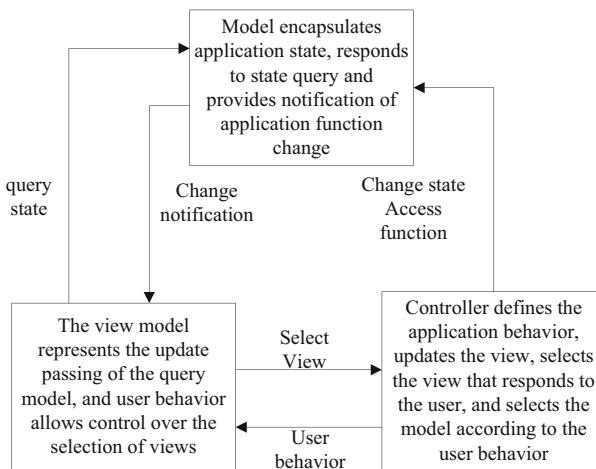 Model encapsulates
application state, responds
to state query and
provides notification of
application function
change
query
state
Change
notification
Change state
Access
function
The view model
represents the update
passing of the query
model, and user behavior
allows control over the
selection of views
Select
View
User
behavior
Controller defines the
application behavior,
updates the view, selects
the view that responds to
the user, and selects the
model according to the
user behavior